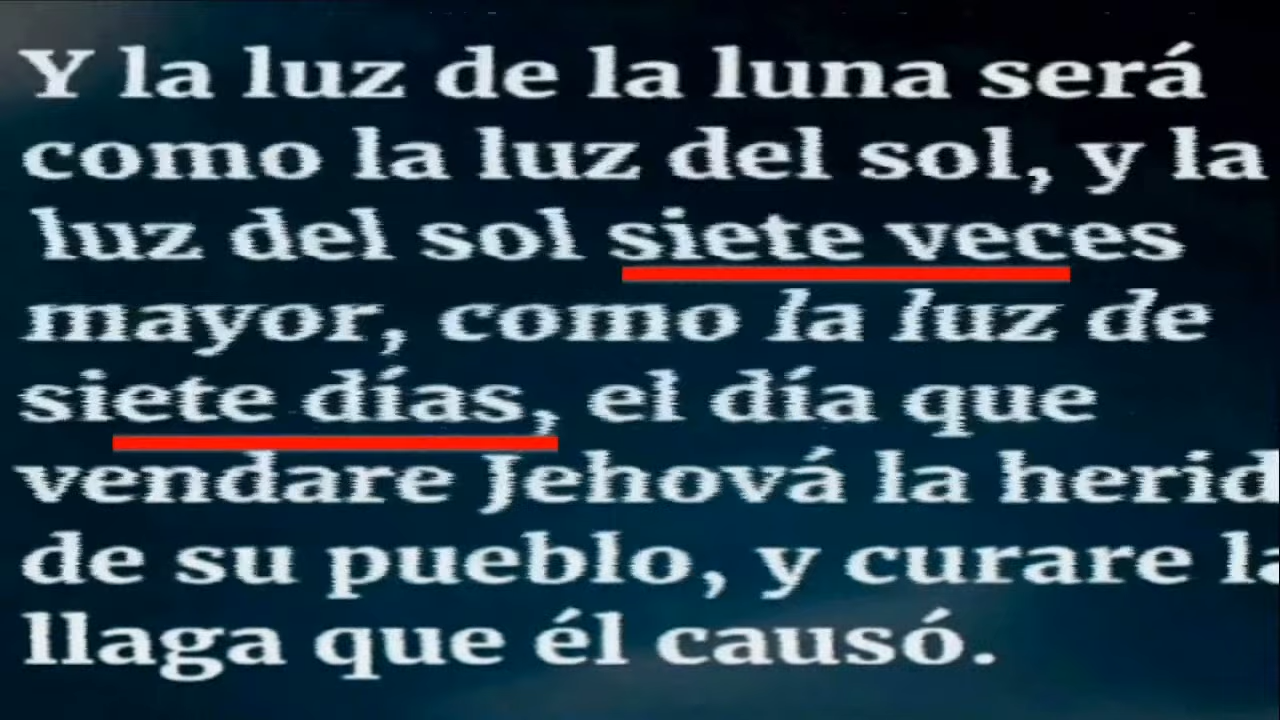 Y la luz de la luna será
como la luz del sol, y la
luz del sol siete veces
mayor, como la luz de
siete días, el día que
vendare Jehová la herid
de su pueblo, y curare la
llaga que él causó.